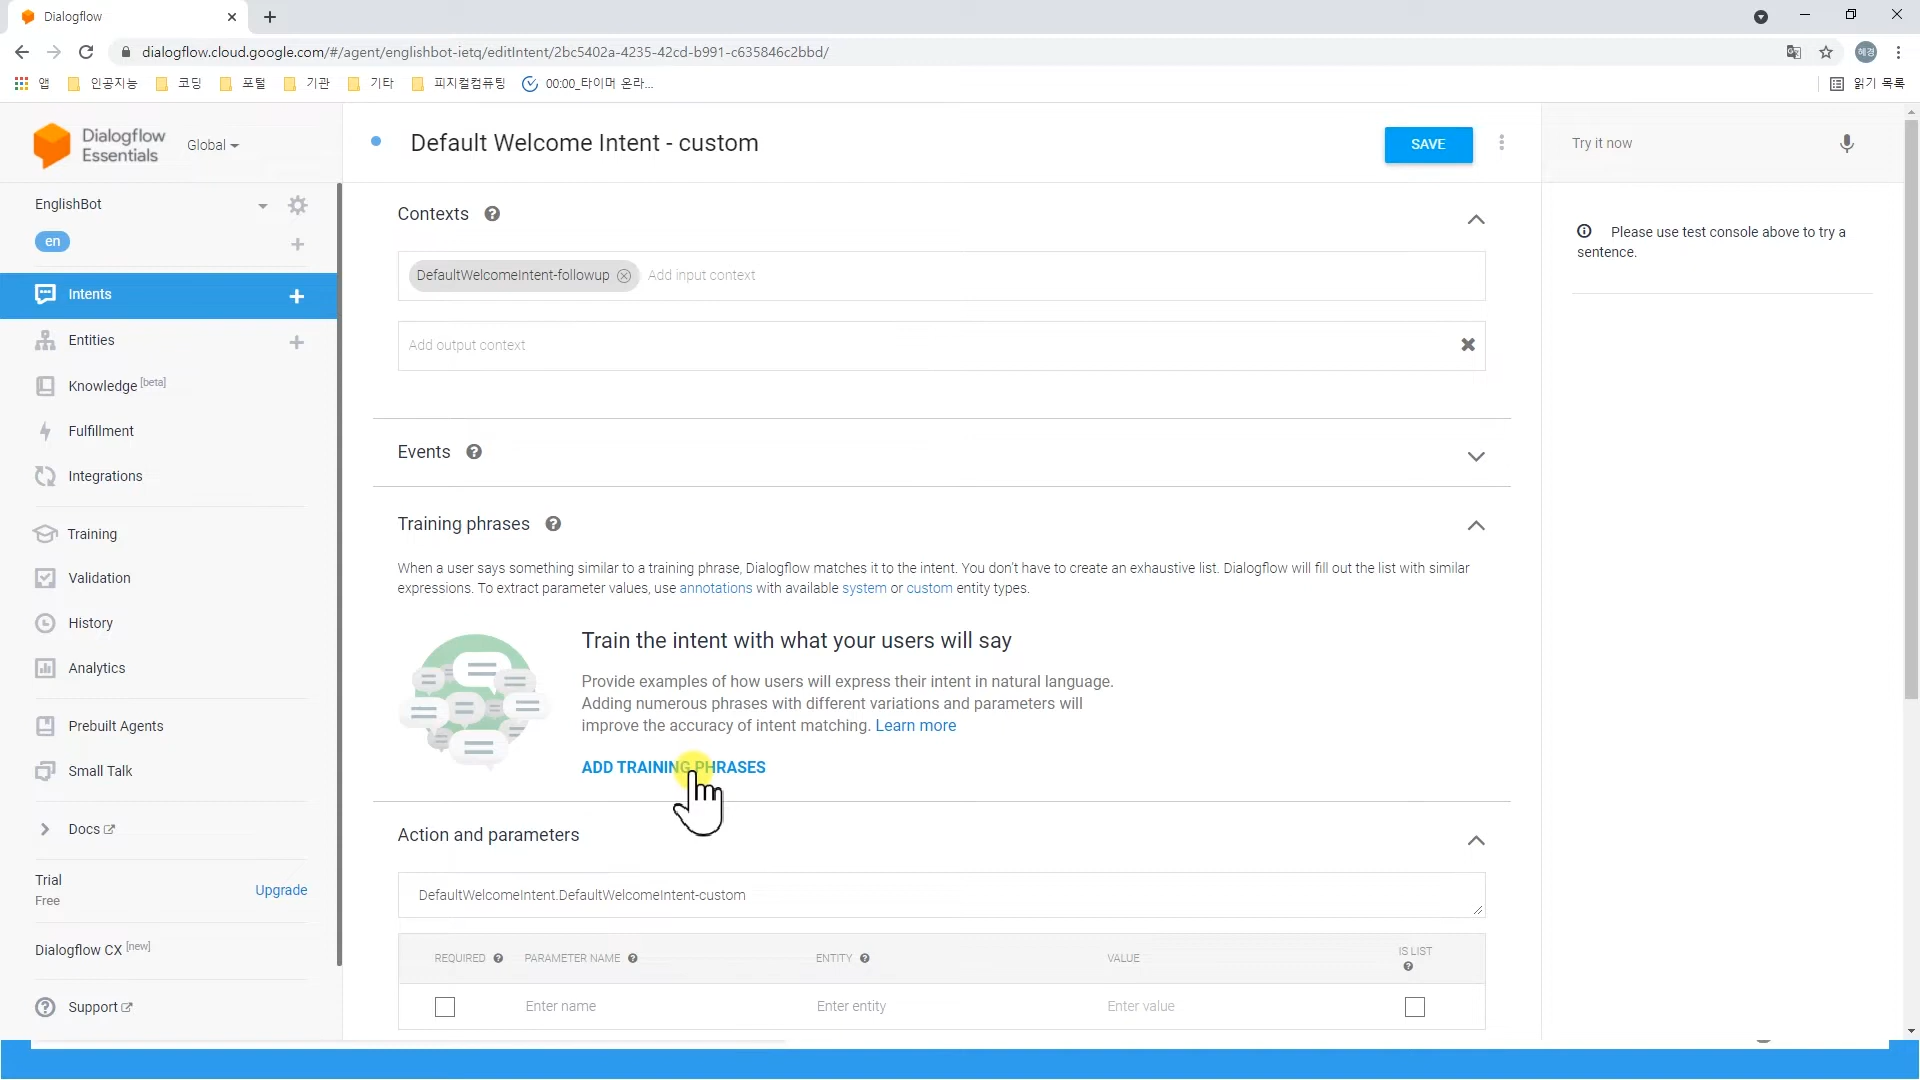 Dialogflow
dialogflow.cloud.google.com/#/agent/englishbot-ietq/editIntent/2bc5402a-4235-42cd-b991-c635846c2bbd/
혜경
앱 인공지능 코딩 포털 기관 기타 피지컬컴퓨팅 00:00_타이머 온라... 읽기 목록
Dialogflow
Essentials
Global
Default Welcome Intent - custom
SAVE
Try it now
EnglishBot
en
Intents
Entities
Knowledge [beta]
Fulfillment
Integrations
Training
Validation
History
Analytics
Prebuilt Agents
Small Talk
Docs
Trial
Free
Upgrade
Dialogflow CX [new]
Support
Contexts
DefaultWelcomeIntent-followup Add input context
Add output context
Events
Training phrases
When a user says something similar to a training phrase, Dialogflow matches it to the intent. You don't have to create an exhaustive list. Dialogflow will fill out the list with similar
expressions. To extract parameter values, use annotations with available system or custom entity types.
Train the intent with what your users will say
Provide examples of how users will express their intent in natural language.
Adding numerous phrases with different variations and parameters will
improve the accuracy of intent matching. Learn more
ADD TRAINING PHRASES
Action and parameters
DefaultWelcomeIntent.DefaultWelcomeIntent-custom
REQUIRED PARAMETER NAME ENTITY VALUE IS LIST
Enter name Enter entity Enter value
Please use test console above to try a
sentence.